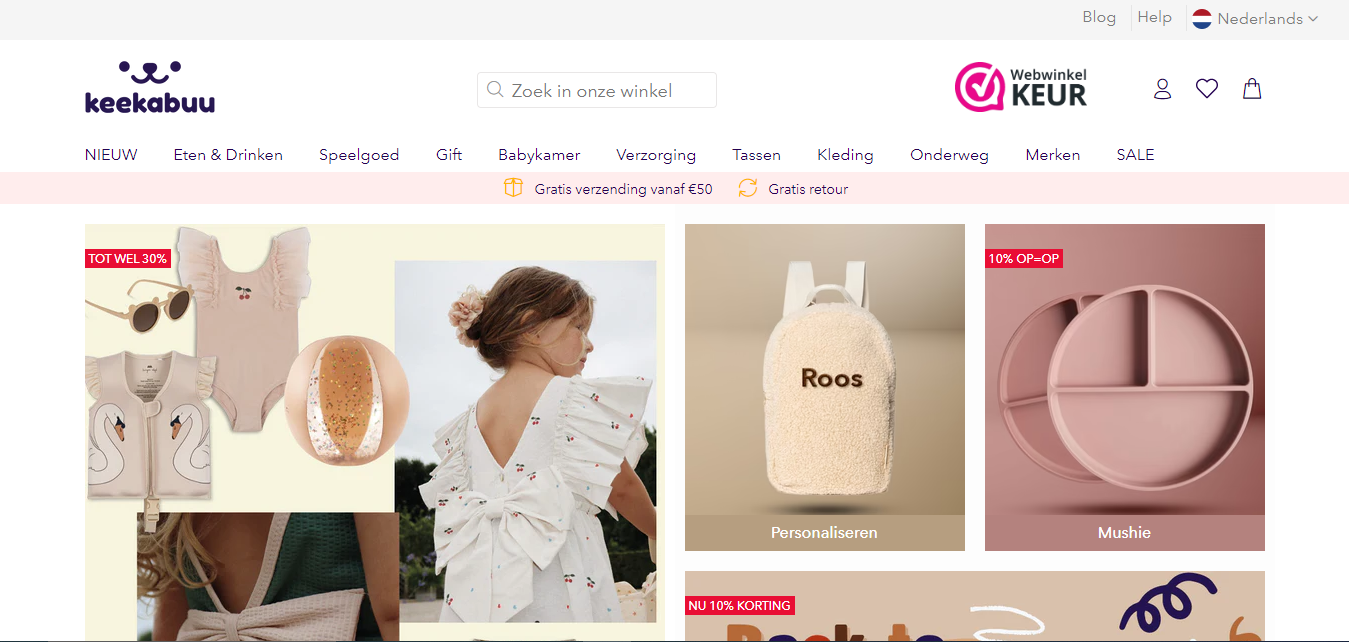 Blog Help Nederlands
keekabuu
Zoek in onze winkel
Webwinkel
KEUR
NIEUW Eten & Drinken Speelgoed Gift Babykamer Verzorging Tassen Kleding Onderweg Merken SALE
Gratis verzending vanaf €50 Gratis retour
TOT WEL 30%
Roos
Personaliseren
10% OP=OP
Mushie
NU 10% KORTING